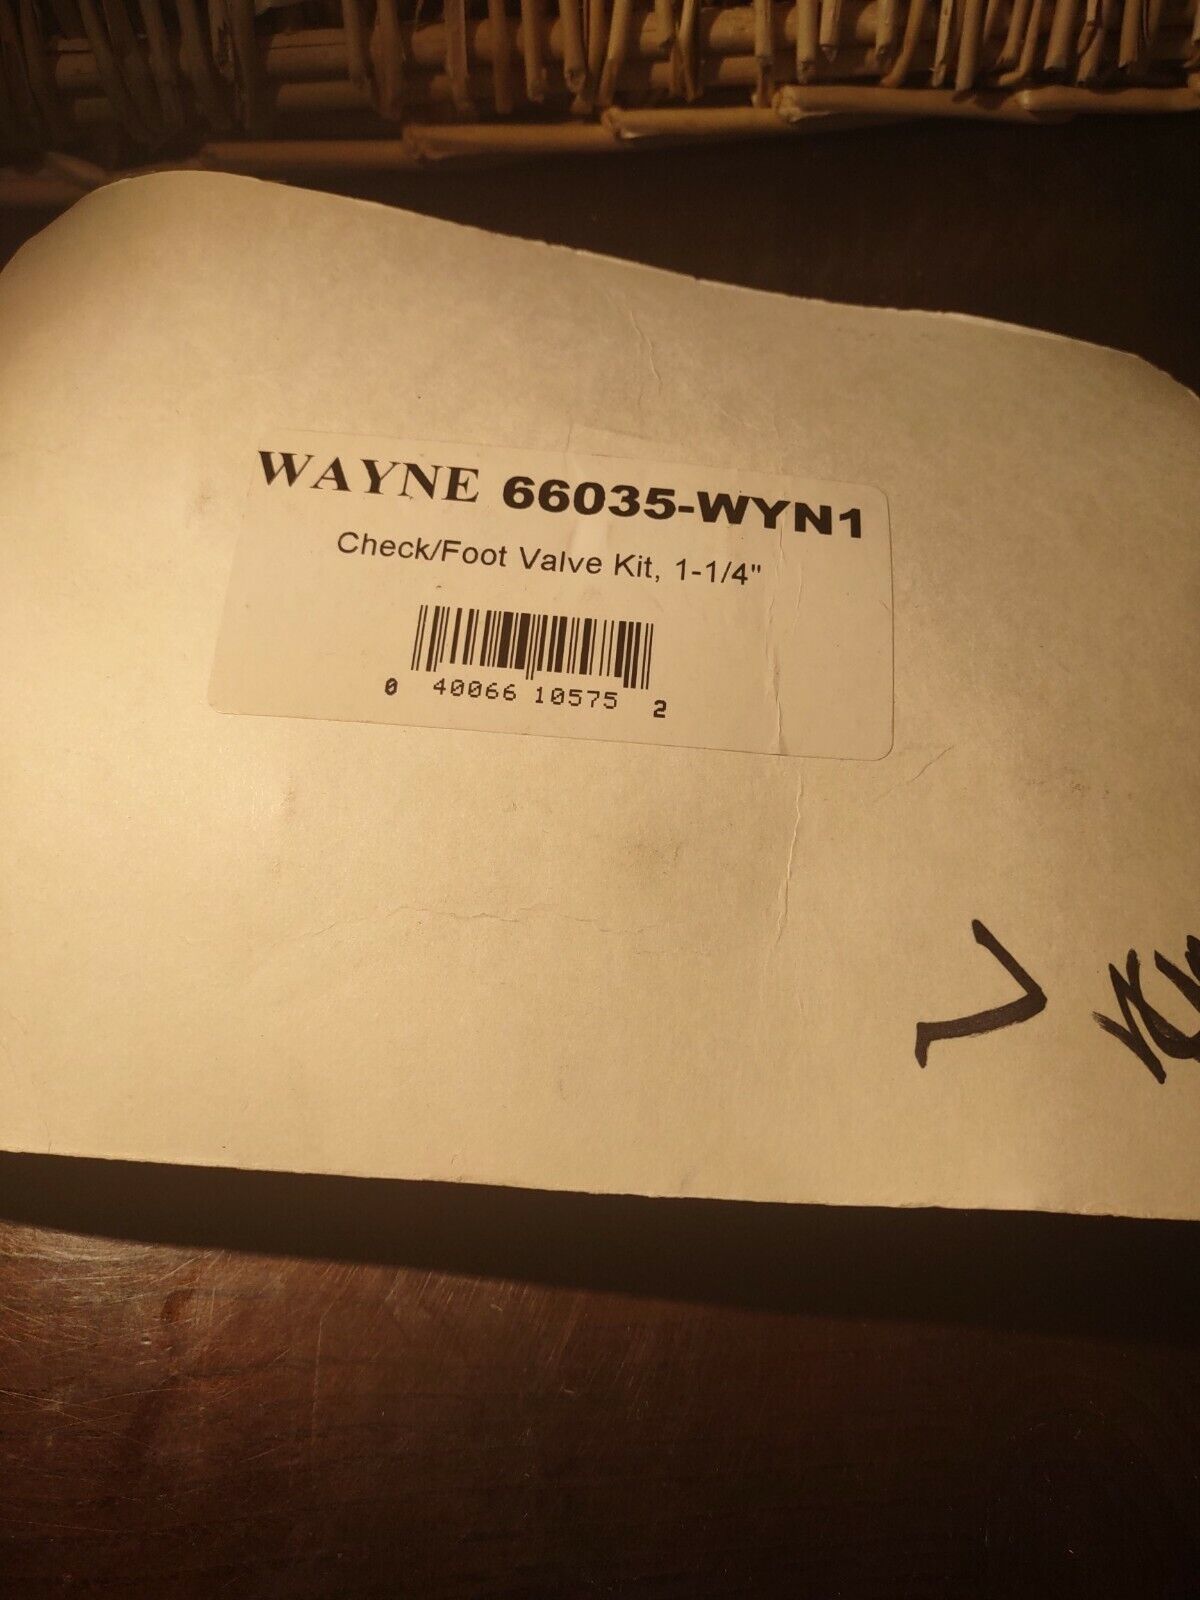 WAYNE 66035-WYN1
Check/Foot Valve Kit, 1-1/4"
0 40066 10575 2